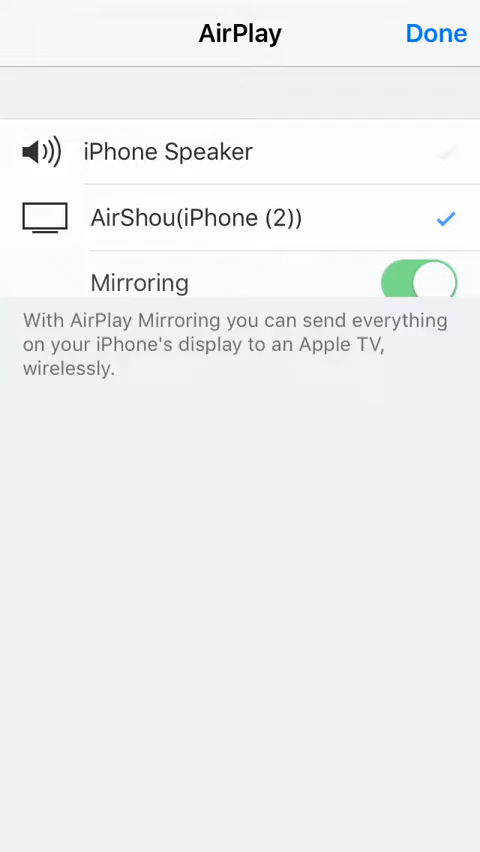 AirPlay
Done
iPhone Speaker
AirShou(iPhone (2))
Mirroring
With AirPlay Mirroring you can send everything
on your iPhone's display to an Apple TV,
wirelessly.